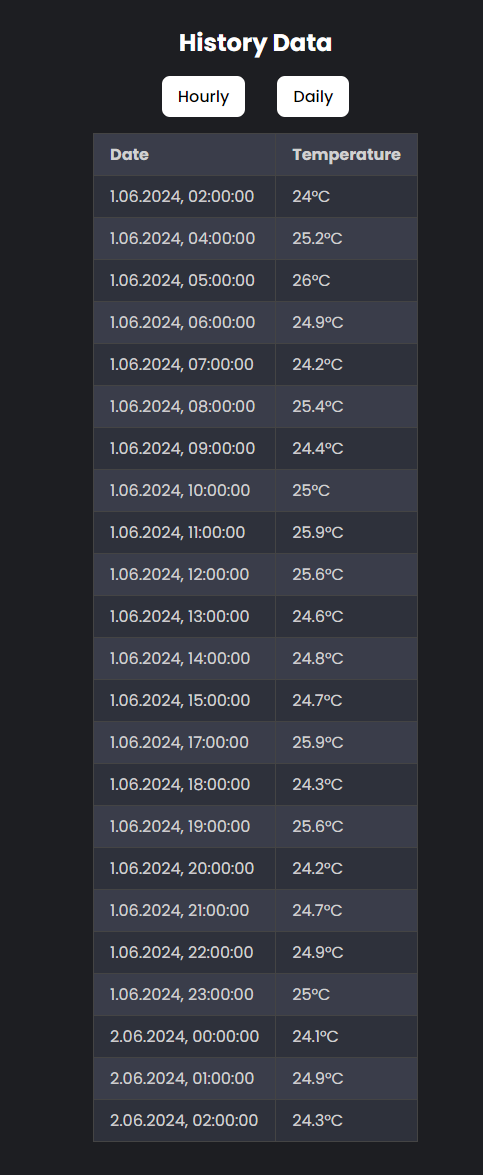 History Data
Hourly Daily
Date Temperature
1.06.2024, 02:00:00 24°C
1.06.2024, 04:00:00 25.2°C
1.06.2024, 05:00:00 26°C
1.06.2024, 06:00:00 24.9°C
1.06.2024, 07:00:00 24.2°C
1.06.2024, 08:00:00 25.4°C
1.06.2024, 09:00:00 24.4°C
1.06.2024, 10:00:00 25°C
1.06.2024, 11:00:00 25.9°C
1.06.2024, 12:00:00 25.6°C
1.06.2024, 13:00:00 24.6°C
1.06.2024, 14:00:00 24.8°C
1.06.2024, 15:00:00 24.7°C
1.06.2024, 17:00:00 25.9°C
1.06.2024, 18:00:00 24.3°C
1.06.2024, 19:00:00 25.6°C
1.06.2024, 20:00:00 24.2°C
1.06.2024, 21:00:00 24.7°C
1.06.2024, 22:00:00 24.9°C
1.06.2024, 23:00:00 25°C
2.06.2024, 00:00:00 24.1°C
2.06.2024, 01:00:00 24.9°C
2.06.2024, 02:00:00 24.3°C